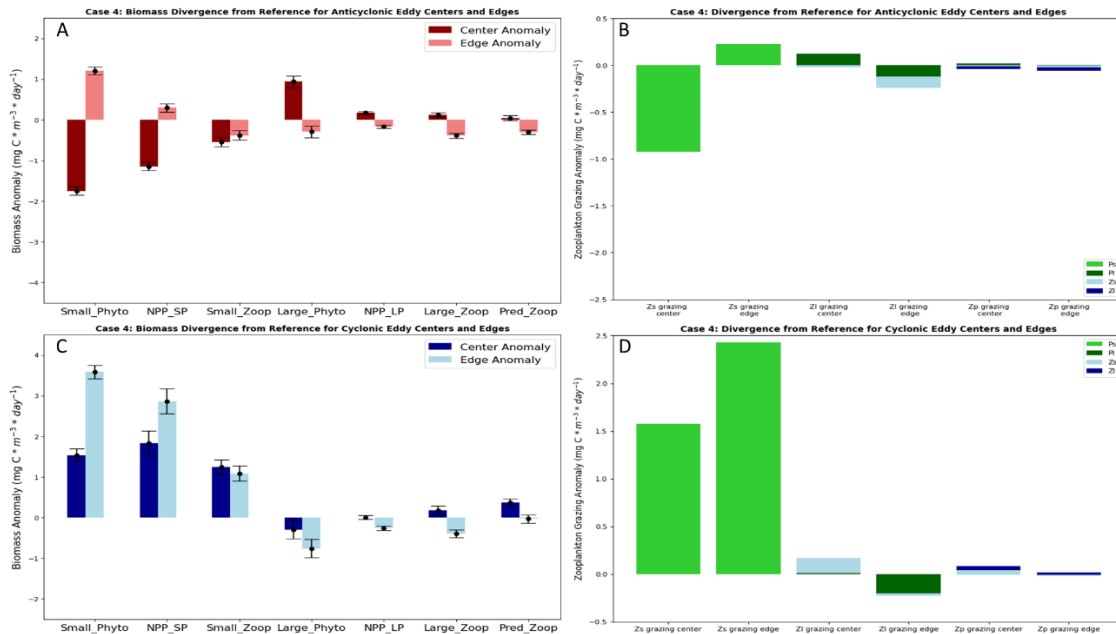 Case 4: Biomass Divergence from Reference for Anticyclonic Eddy Centers and Edges
A
Center Anomaly
Edge Anomaly
Biomass Anomaly (mg C * m⁻³ * day⁻¹)
2
1
0
−1
−2
−3
−4
Small_Phyto NPP_SP Small_Zoop Large_Phyto NPP_LP Large_Zoop Pred_Zoop
Case 4: Divergence from Reference for Anticyclonic Eddy Centers and Edges
B
Zooplankton Grazing Anomaly (mg C * m⁻³ * day⁻¹)
0.5
0.0
−0.5
−1.0
−1.5
−2.0
−2.5
Ps
Pl
Zs
Zl
Zs grazing center Zs grazing edge Zl grazing center Zl grazing edge Zp grazing center Zp grazing edge
Case 4: Biomass Divergence from Reference for Cyclonic Eddy Centers and Edges
C
Center Anomaly
Edge Anomaly
Biomass Anomaly (mg C * m⁻³ * day⁻¹)
4
3
2
1
0
−1
−2
Small_Phyto NPP_SP Small_Zoop Large_Phyto NPP_LP Large_Zoop Pred_Zoop
Case 4: Divergence from Reference for Cyclonic Eddy Centers and Edges
D
Ps
Pl
Zs
Zl
Zooplankton Grazing Anomaly (mg C * m⁻³ * day⁻¹)
2.5
2.0
1.5
1.0
0.5
0.0
−0.5
Zs grazing center Zs grazing edge Zl grazing center Zl grazing edge Zp grazing center Zp grazing edge